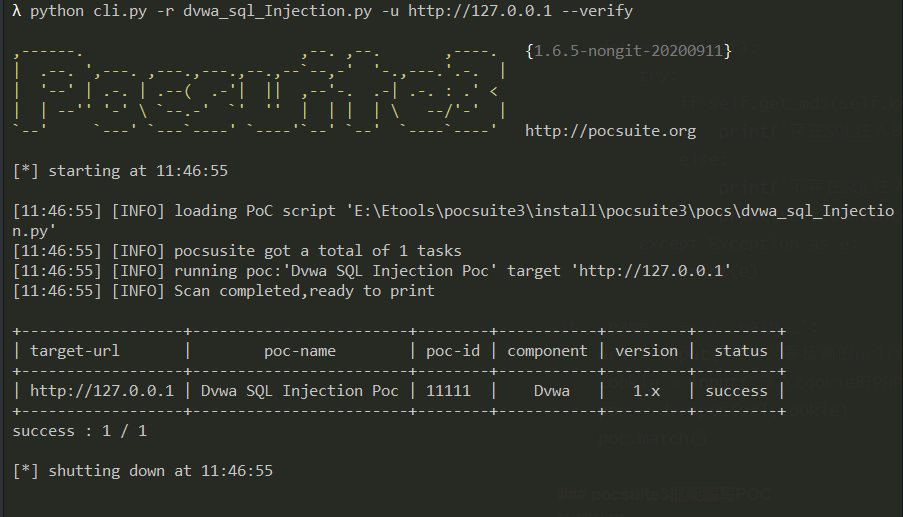 λ python cli.py -r dvwa_sql_Injection.py -u http://127.0.0.1 --verify
{1.6.5-nongit-20200911}
http://pocsuite.org
[*] starting at 11:46:55
[11:46:55] [INFO] loading PoC script 'E:\Etools\pocsuite3\install\pocsuite3\pocs\dvwa_sql_Injectio
n.py'
[11:46:55] [INFO] pocsusite got a total of 1 tasks
[11:46:55] [INFO] running poc:'Dvwa SQL Injection Poc' target 'http://127.0.0.1'
[11:46:55] [INFO] Scan completed,ready to print
+------------------+------------------------+--------+-----------+---------+---------+
| target-url | poc-name | poc-id | component | version | status |
+------------------+------------------------+--------+-----------+---------+---------+
| http://127.0.0.1 | Dvwa SQL Injection Poc | 11111 | Dvwa | 1.x | success |
+------------------+------------------------+--------+-----------+---------+---------+
success : 1 / 1
[*] shutting down at 11:46:55